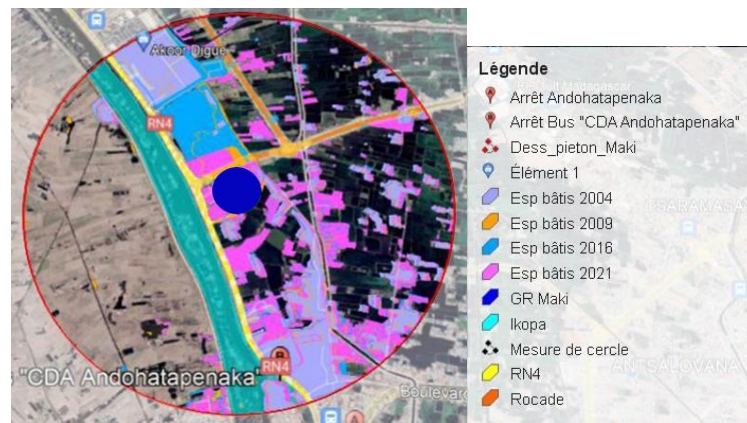 Akoor Digue
RN4
RN4
"CDA Andohatapenaka"
Boulevard
Légende
Arrêt Andohatapenaka
Arrêt Bus "CDA Andohatapenaka"
Dess_pieton_Maki
Élément 1
Esp bâtis 2004
Esp bâtis 2009
Esp bâtis 2016
Esp bâtis 2021
GR Maki
Ikopa
Mesure de cercle
RN4
Rocade
ANTSALOVANA